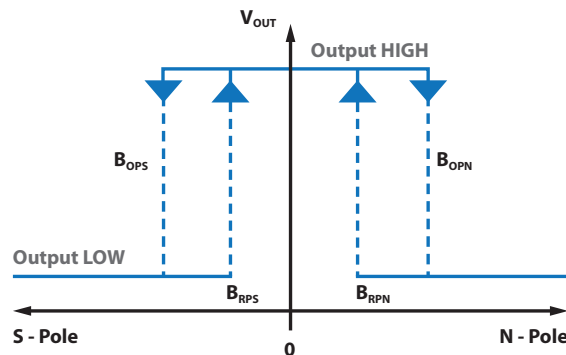 VOUT
Output HIGH
BOPS
BOPN
Output LOW
BRPS
BRPN
S - Pole
0
N - Pole